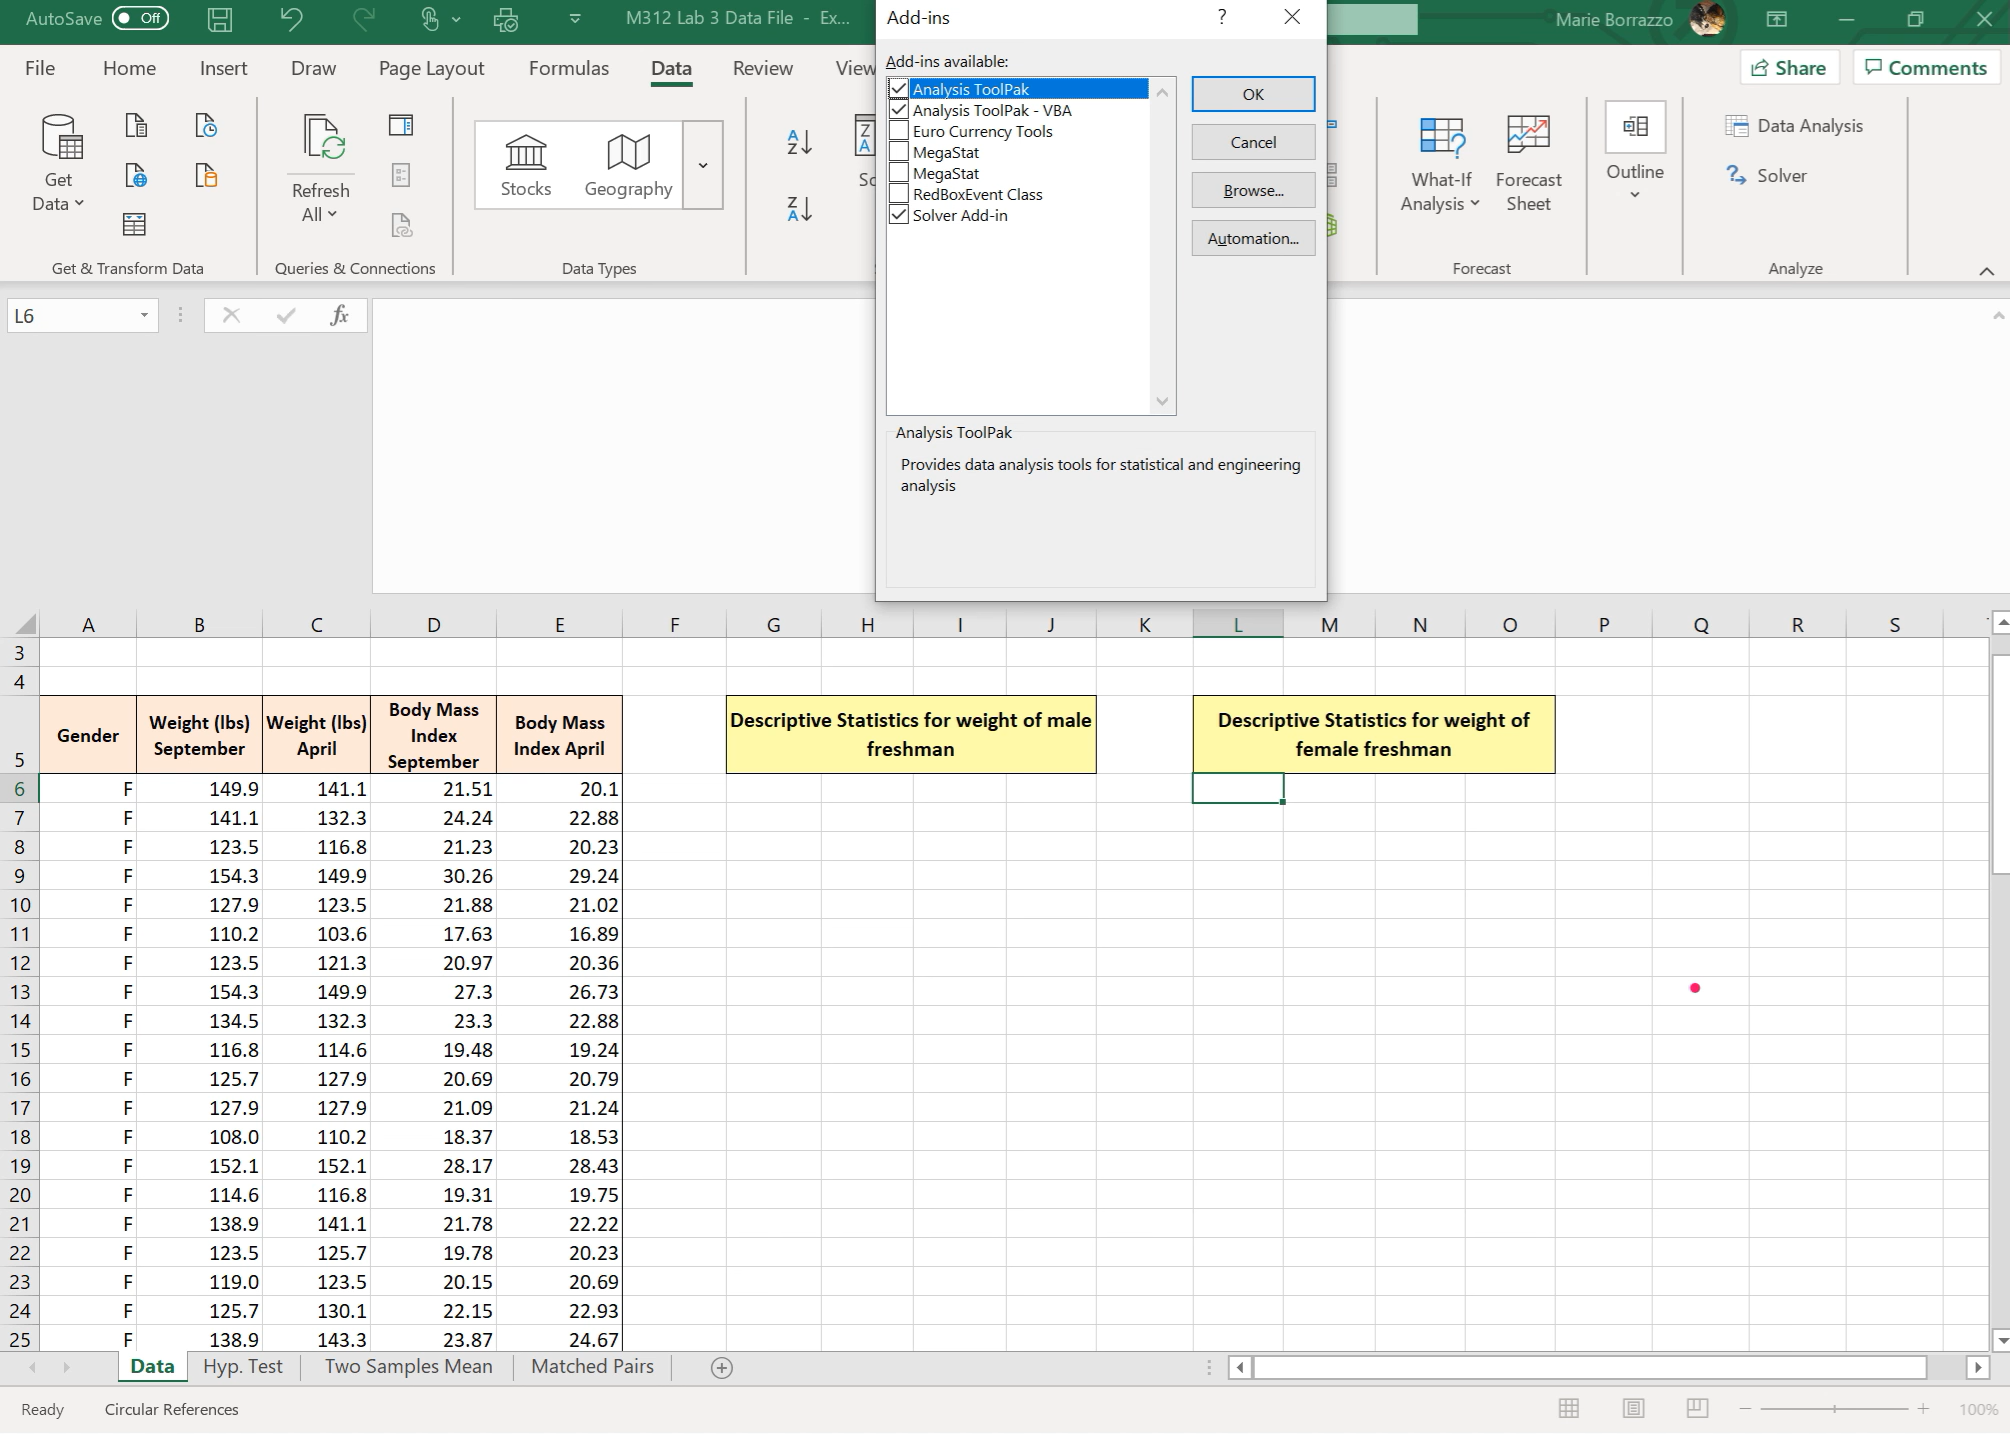 AutoSave Off M312 Lab 3 Data File - Ex... Marie Borrazzo
File Home Insert Draw Page Layout Formulas Data Review View Share Comments
Get Data
Refresh All
Stocks Geography
What-If Analysis
Forecast Sheet
Outline
Data Analysis
Solver
Get & Transform Data Queries & Connections Data Types Forecast Analyze
Add-ins ?
Add-ins available:
Analysis ToolPak
Analysis ToolPak - VBA
Euro Currency Tools
MegaStat
MegaStat
RedBoxEvent Class
Solver Add-in
OK
Cancel
Browse...
Automation...
Analysis ToolPak
Provides data analysis tools for statistical and engineering
analysis
L6 fx
A B C D E F G H I J K L M N O P Q R S
3
4
5 Gender Weight (lbs) September Weight (lbs) April Body Mass Index September Body Mass Index April
Descriptive Statistics for weight of male
freshman
Descriptive Statistics for weight of
female freshman
6 F 149.9 141.1 21.51 20.1
7 F 141.1 132.3 24.24 22.88
8 F 123.5 116.8 21.23 20.23
9 F 154.3 149.9 30.26 29.24
10 F 127.9 123.5 21.88 21.02
11 F 110.2 103.6 17.63 16.89
12 F 123.5 121.3 20.97 20.36
13 F 154.3 149.9 27.3 26.73
14 F 134.5 132.3 23.3 22.88
15 F 116.8 114.6 19.48 19.24
16 F 125.7 127.9 20.69 20.79
17 F 127.9 127.9 21.09 21.24
18 F 108.0 110.2 18.37 18.53
19 F 152.1 152.1 28.17 28.43
20 F 114.6 116.8 19.31 19.75
21 F 138.9 141.1 21.78 22.22
22 F 123.5 125.7 19.78 20.23
23 F 119.0 123.5 20.15 20.69
24 F 125.7 130.1 22.15 22.93
25 F 138.9 143.3 23.87 24.67
Data Hyp. Test Two Samples Mean Matched Pairs
Ready Circular References 100%